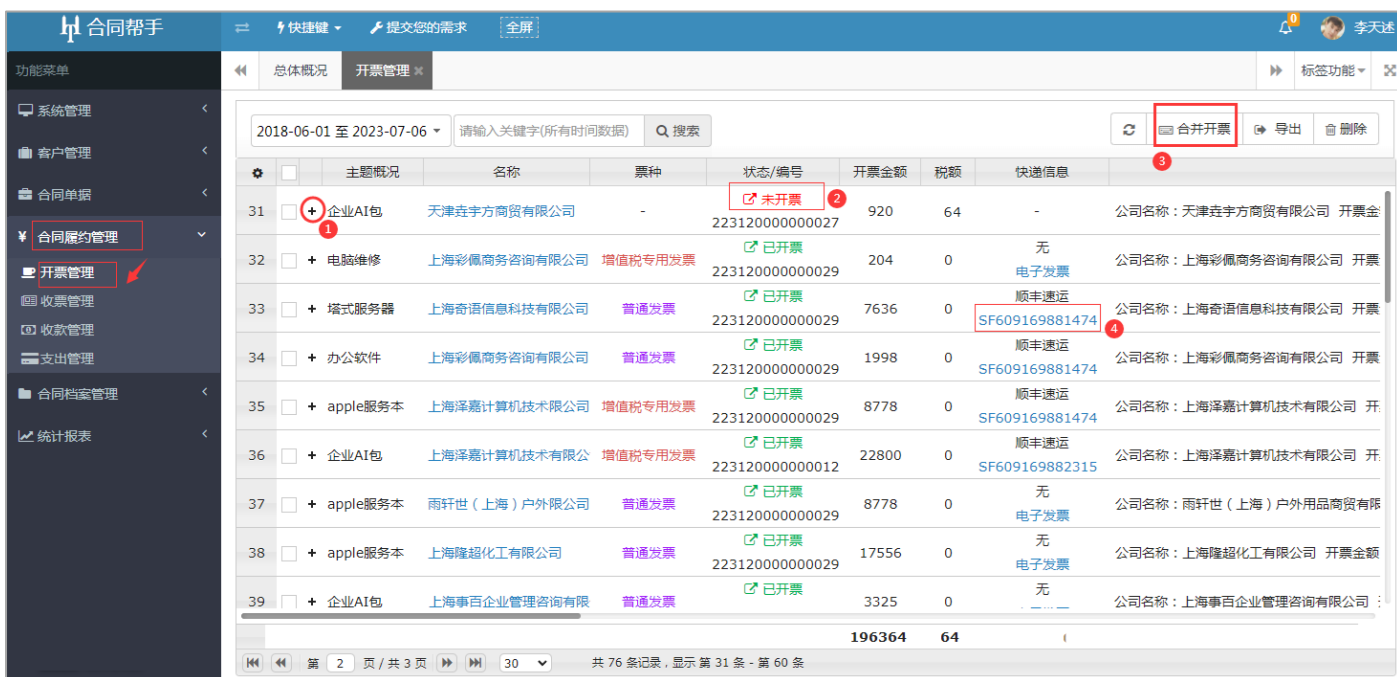 合同帮手
快捷键 提交您的需求 全屏 0 李天述
功能菜单 总体概况 开票管理 标签功能
系统管理
客户管理
合同单据
合同履约管理
开票管理
收票管理
收款管理
支出管理
合同档案管理
统计报表
2018-06-01 至 2023-07-06 请输入关键字(所有时间数据) 搜索 合并开票 导出 删除
3
主题概况 名称 票种 状态/编号 开票金额 税额 快递信息
31 + 企业AI包 天津垚宇方商贸有限公司 - 未开票 2 920 64 - 公司名称：天津垚宇方商贸有限公司 开票金
1 223120000000027
32 + 电脑维修 上海彩佩商务咨询有限公司 增值税专用发票 已开票 204 0 无 公司名称：上海彩佩商务咨询有限公司 开票
223120000000029 电子发票
33 + 塔式服务器 上海奇语信息科技有限公司 普通发票 已开票 7636 0 顺丰速运 公司名称：上海奇语信息科技有限公司 开票
223120000000029 SF609169881474 4
34 + 办公软件 上海彩佩商务咨询有限公司 普通发票 已开票 1998 0 顺丰速运 公司名称：上海彩佩商务咨询有限公司 开票
223120000000029 SF609169881474
35 + apple服务本 上海泽嘉计算机技术限公司 增值税专用发票 已开票 8778 0 顺丰速运 公司名称：上海泽嘉计算机技术有限公司 开
223120000000029 SF609169881474
36 + 企业AI包 上海泽嘉计算机技术有限公 增值税专用发票 已开票 22800 0 顺丰速运 公司名称：上海泽嘉计算机技术有限公司 开
223120000000012 SF609169882315
37 + apple服务本 雨轩世（上海）户外限公司 普通发票 已开票 8778 0 无 公司名称：雨轩世（上海）户外用品商贸有限
223120000000029 电子发票
38 + apple服务本 上海隆超化工有限公司 普通发票 已开票 17556 0 无 公司名称：上海隆超化工有限公司 开票金额
223120000000029 电子发票
39 + 企业AI包 上海事百企业管理咨询有限 普通发票 已开票 3325 0 无 公司名称：上海事百企业管理咨询有限公司
196364 64
第 2 页/共3页 30 共 76 条记录，显示 第 31 条 - 第 60 条